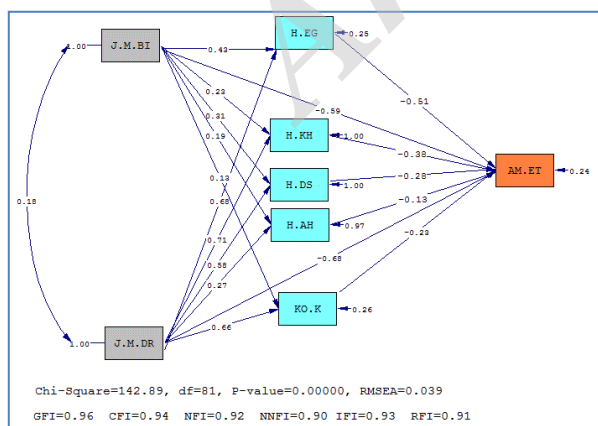 H.EG
0.25
1.00
J.M.BI
0.43
-0.51
0.23
-0.59
0.31
H.KH
1.00
0.19
-0.38
AM.ET
0.24
0.13
H.DS
1.00
-0.28
0.18
0.68
H.AH
0.97
-0.13
0.71
-0.23
0.58
-0.68
0.27
KO.K
0.26
0.66
1.00
J.M.DR
Chi-Square=142.89, df=81, P-value=0.00000, RMSEA=0.039
GFI=0.96 CFI=0.94 NFI=0.92 NNFI=0.90 IFI=0.93 RFI=0.91